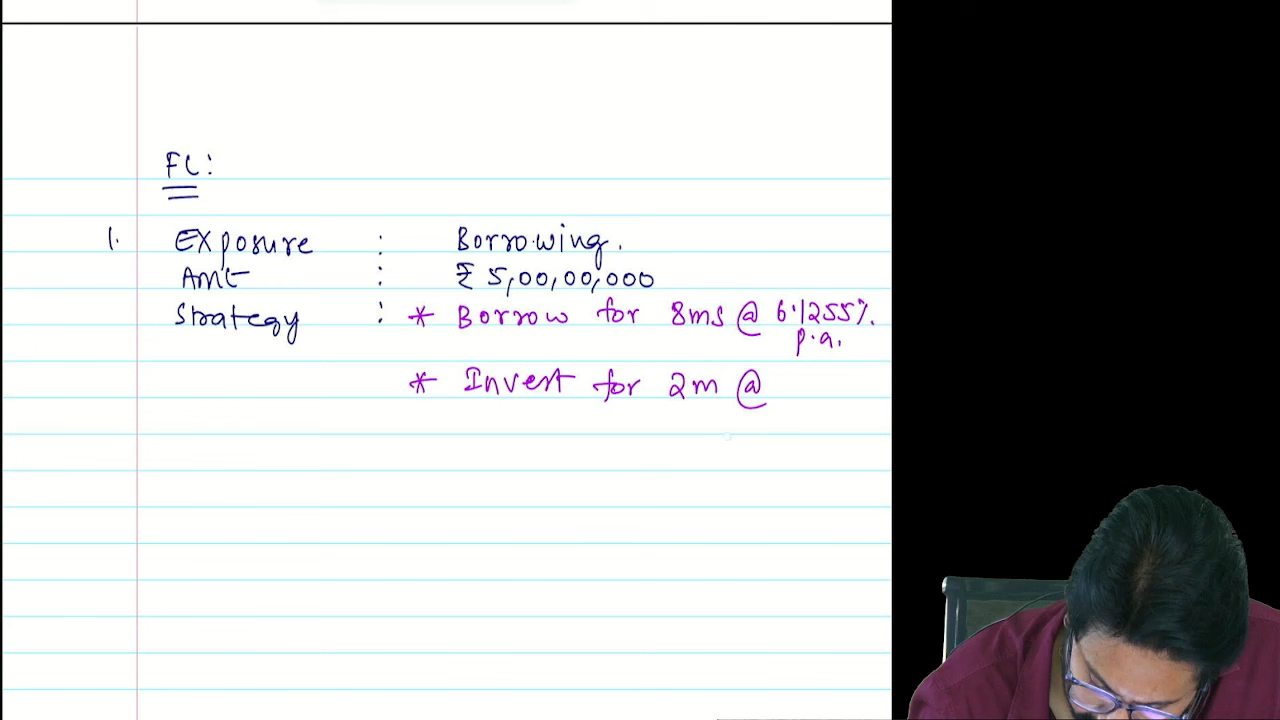 FC:
1. Exposure : Borrowing.
Amt : ₹ 5,00,00,000
Strategy : * Borrow for 8ms @ 6.1255%.
p.a.
* Invest for 2m @